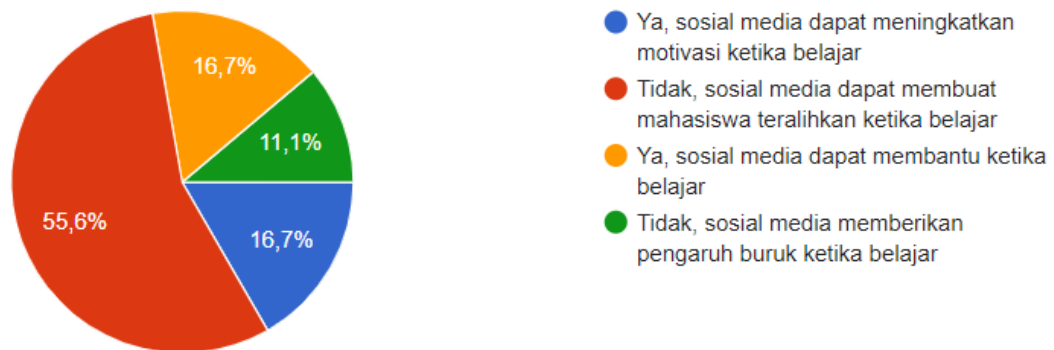 16,7%
11,1%
55,6%
16,7%
Ya, sosial media dapat meningkatkan
motivasi ketika belajar
Tidak, sosial media dapat membuat
mahasiswa teralihkan ketika belajar
Ya, sosial media dapat membantu ketika
belajar
Tidak, sosial media memberikan
pengaruh buruk ketika belajar